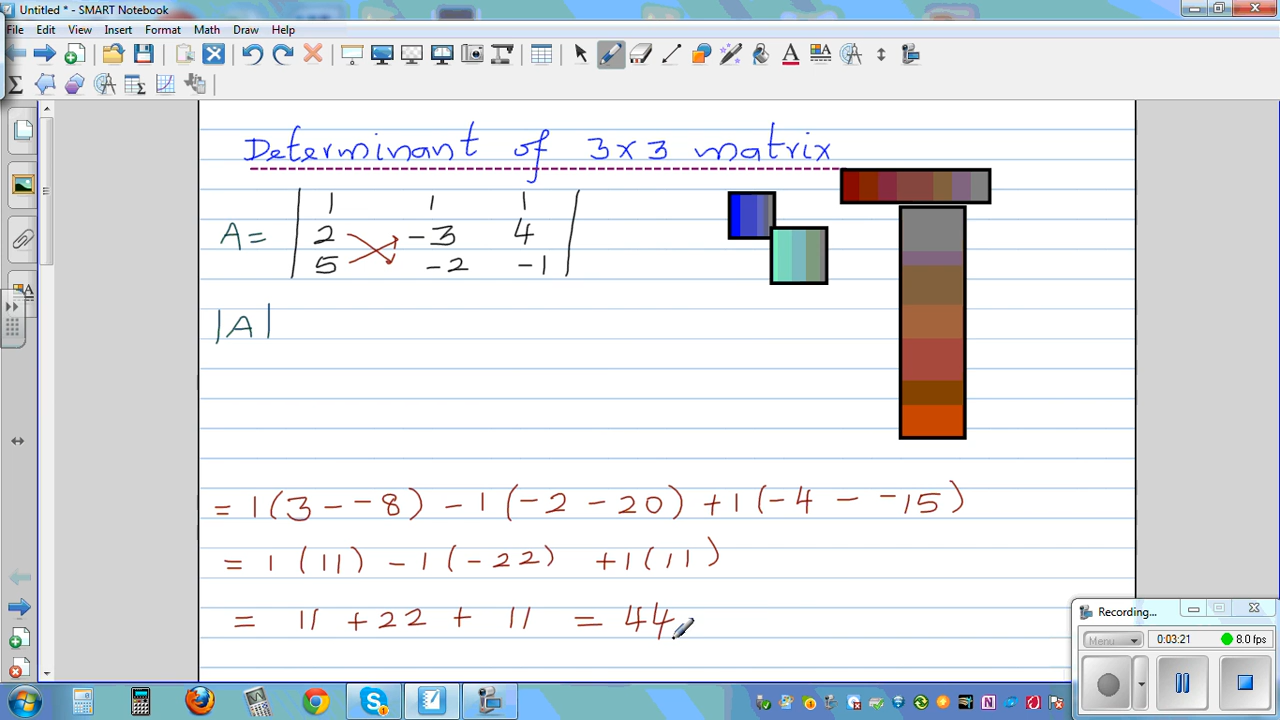 Untitled * - SMART Notebook
File Edit View Insert Format Math Draw Help
Determinant of 3x3 matrix
1 1 1
A= 2 -3 4
5 -2 -1
|A|
= 1(3 - -8) - 1(-2 - 20) + 1(-4 - -15)
= 1(11) - 1(-22) + 1(11)
= 11 + 22 + 11 = 44
Recording...
Menu 0:03:21 8.0 fps